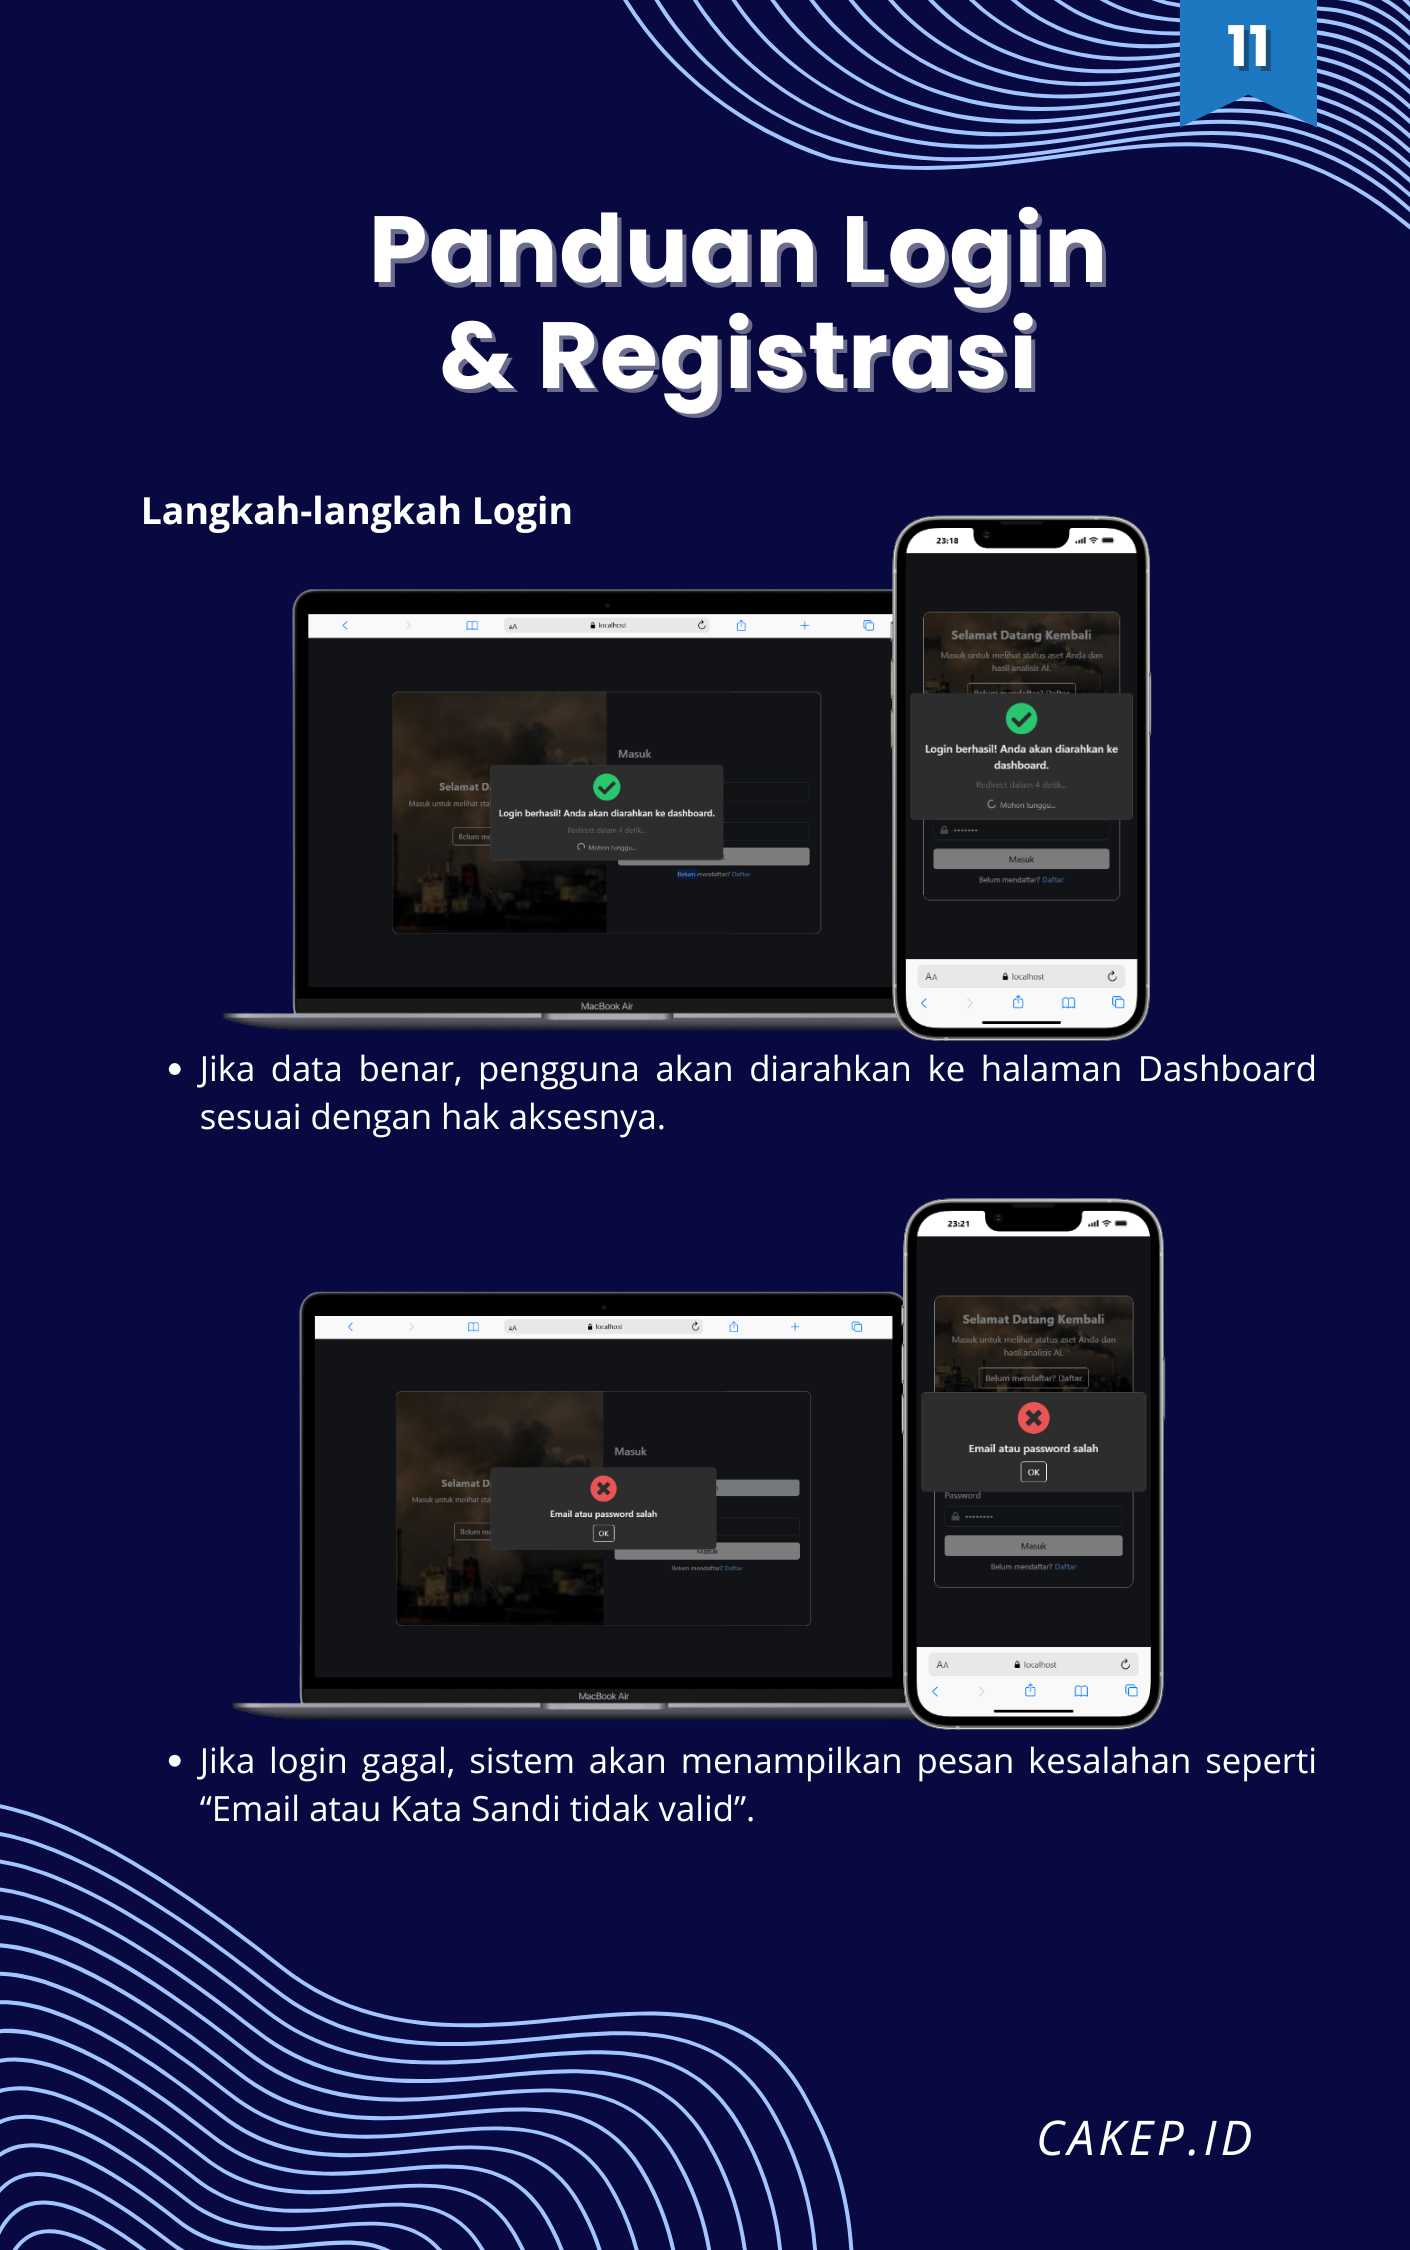 11
Panduan Login
& Registrasi
Langkah-langkah Login
localhost
Masuk
Selamat D
Masuk untuk melihat sta
Belum me
Login berhasil! Anda akan diarahkan ke dashboard.
Redirect dalam 4 detik...
Mohon tunggu...
Belum mendaftar? Daftar
MacBook Air
23:18
Selamat Datang Kembali
Masuk untuk melihat status aset Anda dan
hasil analisis AI.
Belum mendaftar? Daftar
Login berhasil! Anda akan diarahkan ke
dashboard.
Redirect dalam 4 detik...
Mohon tunggu...
Masuk
Belum mendaftar? Daftar
AA localhost
• Jika data benar, pengguna akan diarahkan ke halaman Dashboard
sesuai dengan hak aksesnya.
localhost
Masuk
Selamat D
Masuk untuk melihat sta
Belum me
Email atau password salah
OK
Masuk
Belum mendaftar? Daftar
MacBook Air
23:21
Selamat Datang Kembali
Masuk untuk melihat status aset Anda dan
hasil analisis AI.
Belum mendaftar? Daftar
Email atau password salah
OK
Password
Masuk
Belum mendaftar? Daftar
AA localhost
• Jika login gagal, sistem akan menampilkan pesan kesalahan seperti
“Email atau Kata Sandi tidak valid”.
CAKEP.ID